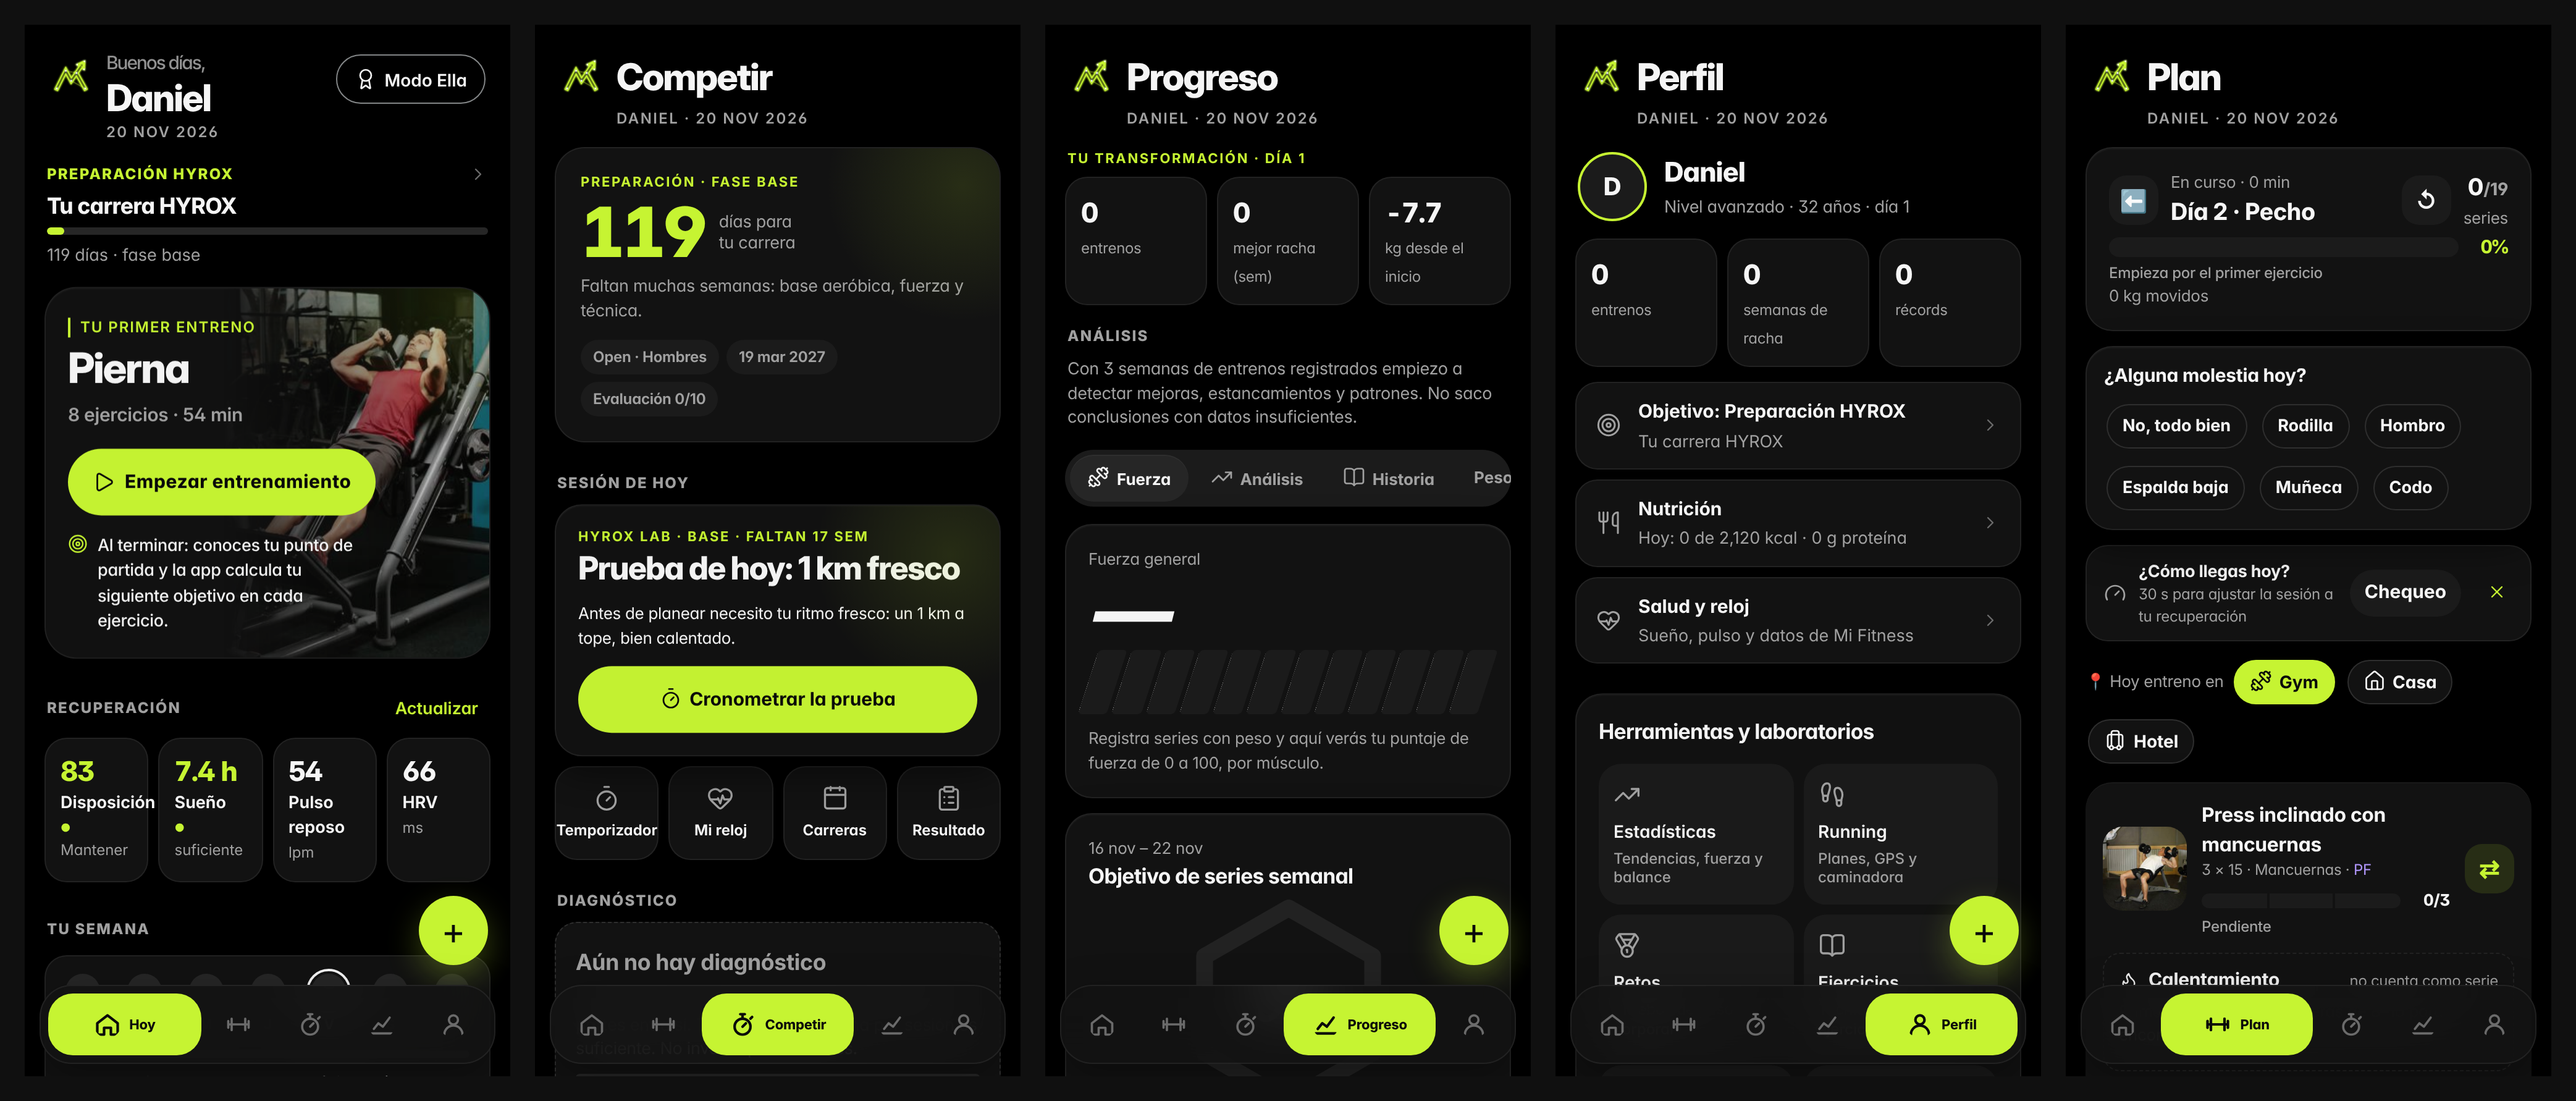 Buenos días,
Daniel
20 NOV 2026
Modo Ella
PREPARACIÓN HYROX
Tu carrera HYROX
119 días · fase base
TU PRIMER ENTRENO
Pierna
8 ejercicios · 54 min
Empezar entrenamiento
Al terminar: conoces tu punto de
partida y la app calcula tu
siguiente objetivo en cada
ejercicio.
RECUPERACIÓN
Actualizar
83
Disposición
Mantener
7.4 h
Sueño
suficiente
54
Pulso
reposo
lpm
66
HRV
ms
TU SEMANA
+
Hoy
Competir
DANIEL · 20 NOV 2026
PREPARACIÓN · FASE BASE
119
días para
tu carrera
Faltan muchas semanas: base aeróbica, fuerza y
técnica.
Open · Hombres
19 mar 2027
Evaluación 0/10
SESIÓN DE HOY
HYROX LAB · BASE · FALTAN 17 SEM
Prueba de hoy: 1 km fresco
Antes de planear necesito tu ritmo fresco: un 1 km a
tope, bien calentado.
Cronometrar la prueba
Temporizador
Mi reloj
Carreras
Resultado
DIAGNÓSTICO
Aún no hay diagnóstico
suficiente. No
Competir
Progreso
DANIEL · 20 NOV 2026
TU TRANSFORMACIÓN · DÍA 1
0
entrenos
0
mejor racha
(sem)
-7.7
kg desde el
inicio
ANÁLISIS
Con 3 semanas de entrenos registrados empiezo a
detectar mejoras, estancamientos y patrones. No saco
conclusiones con datos insuficientes.
Fuerza
Análisis
Historia
Peso
Fuerza general
—
Registra series con peso y aquí verás tu puntaje de
fuerza de 0 a 100, por músculo.
16 nov – 22 nov
Objetivo de series semanal
+
Progreso
Perfil
DANIEL · 20 NOV 2026
D
Daniel
Nivel avanzado · 32 años · día 1
0
entrenos
0
semanas de
racha
0
récords
Objetivo: Preparación HYROX
Tu carrera HYROX
Nutrición
Hoy: 0 de 2,120 kcal · 0 g proteína
Salud y reloj
Sueño, pulso y datos de Mi Fitness
Herramientas y laboratorios
Estadísticas
Tendencias, fuerza y
balance
Running
Planes, GPS y
caminadora
Retos
Ejercicios
+
Perfil
Plan
DANIEL · 20 NOV 2026
En curso · 0 min
Día 2 · Pecho
0/19
series
0%
Empieza por el primer ejercicio
0 kg movidos
¿Alguna molestia hoy?
No, todo bien
Rodilla
Hombro
Espalda baja
Muñeca
Codo
¿Cómo llegas hoy?
30 s para ajustar la sesión a
tu recuperación
Chequeo
Hoy entreno en
Gym
Casa
Hotel
Press inclinado con
mancuernas
3 × 15 · Mancuernas · PF
0/3
Pendiente
Calentamiento
no cuenta como serie
Plan